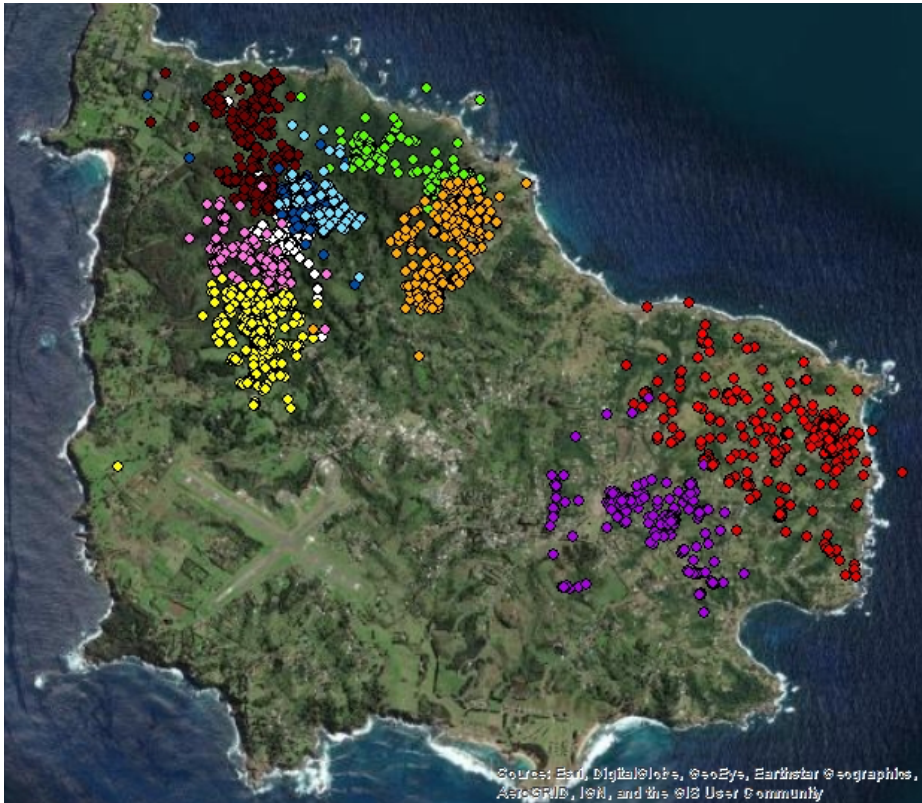 Source: Esri, DigitalGlobe, GeoEye, Earthstar Geographics,
AeroGRID, IGN, and the GIS User Community